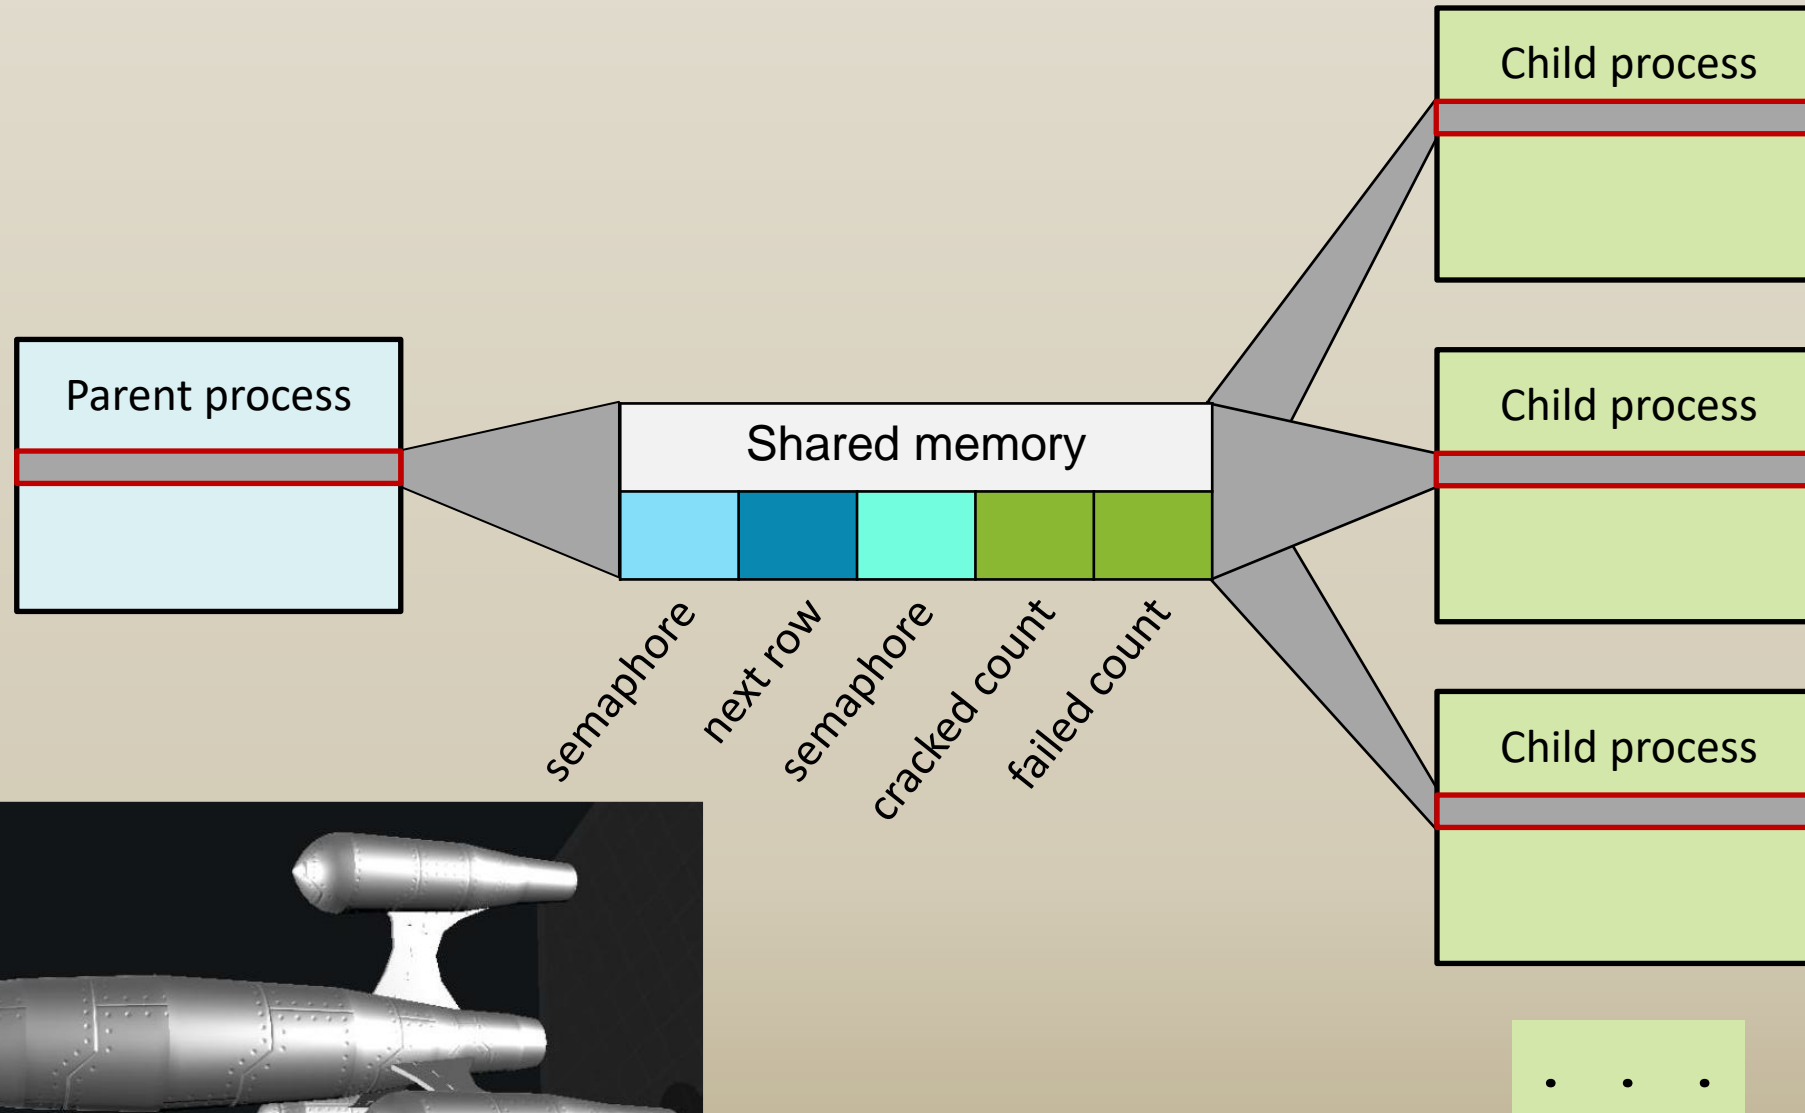 Child process
Parent process
Shared memory
Child process
semaphore
next row
semaphore
cracked count
failed count
Child process
. . .